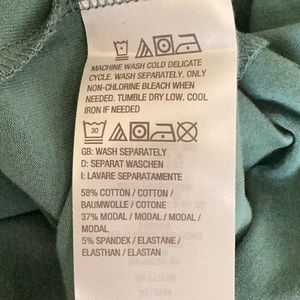 MACHINE WASH COLD DELICATE
CYCLE. WASH SEPARATELY. ONLY
NON-CHLORINE BLEACH WHEN
NEEDED. TUMBLE DRY LOW. COOL
IRON IF NEEDED
30
GB: WASH SEPARATELY
D: SEPARAT WASCHEN
I: LAVARE SEPARATAMENTE
58% COTTON / COTTON /
BAUMWOLLE / COTONE
37% MODAL / MODAL /
MODAL / MODAL
5% SPANDEX / ELASTANE /
ELASTHAN / ELASTAN